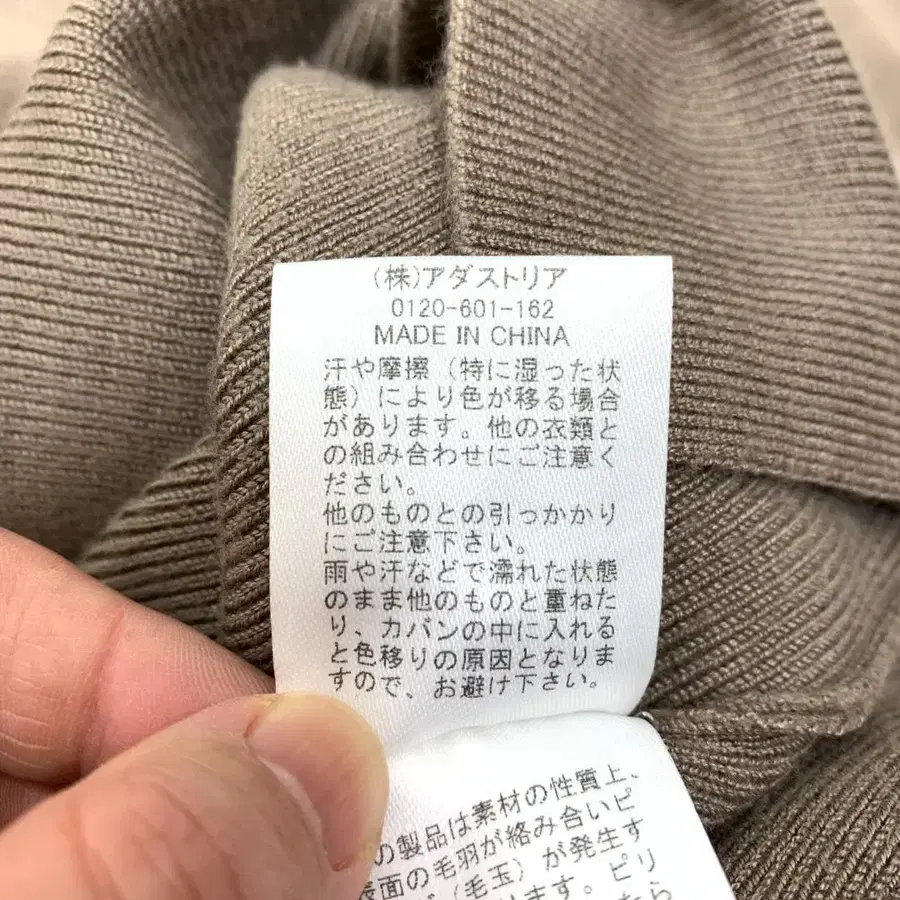 (株)アダストリア
0120-601-162
MADE IN CHINA
汗や摩擦（特に湿った状
態）により色が移る場合
があります。他の衣類と
の組み合わせにご注意く
ださい。
他のものとの引っかかり
にご注意下さい。
雨や汗などで濡れた状態
のまま他のものと重ねた
り、カバンの中に入れる
と色移りの原因となりま
すので、お避け下さい。
の製品は素材の性質上、
表面の毛羽が絡み合いピ
（毛玉）が発生す
ります。ピリ
たら